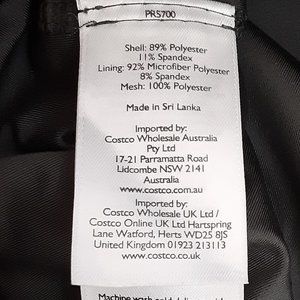 PRS700
Shell: 89% Polyester
11% Spandex
Lining: 92% Microfiber Polyester
8% Spandex
Mesh: 100% Polyester
Made in Sri Lanka
Imported by:
Costco Wholesale Australia
Pty Ltd
17-21 Parramatta Road
Lidcombe NSW 2141
Australia
www.costco.com.au
Imported by:
Costco Wholesale UK Ltd /
Costco Online UK Ltd Hartspring
Lane Watford, Herts WD25 8JS
United Kingdom 01923 213113
www.costco.co.uk
Machine wash cold